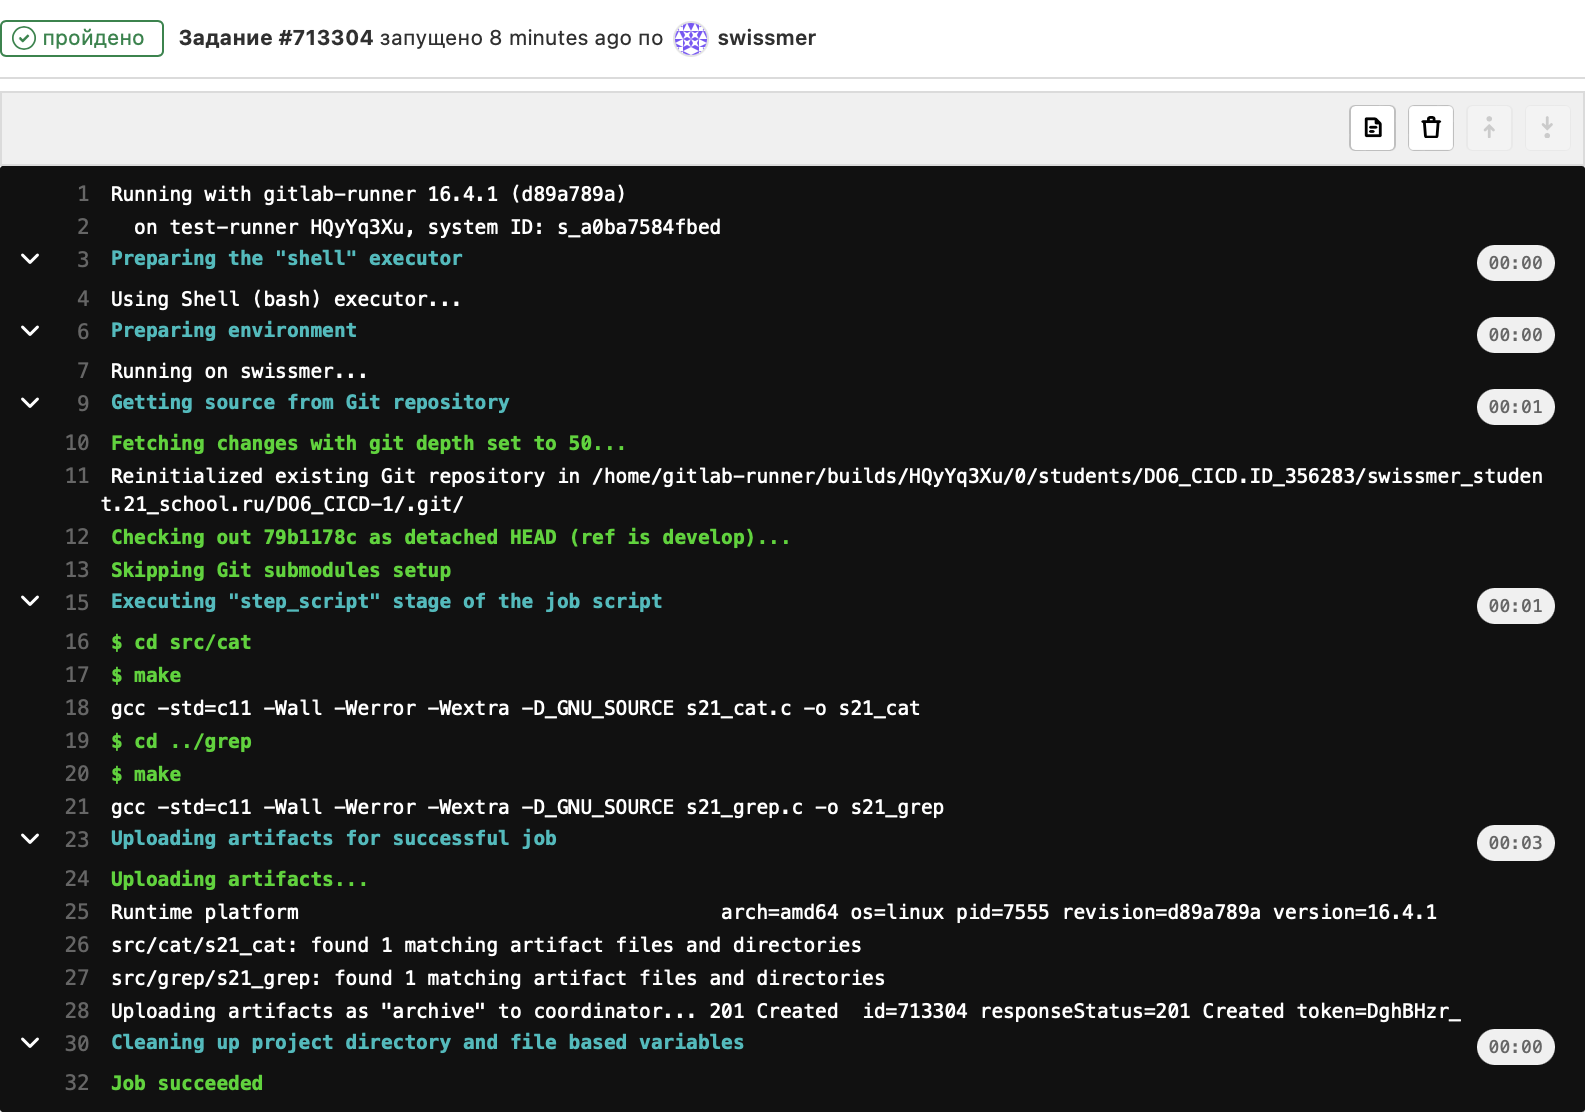 пройдено Задание #713304 запущено 8 minutes ago по swissmer
1 Running with gitlab-runner 16.4.1 (d89a789a)
2 on test-runner HQyYq3Xu, system ID: s_a0ba7584fbed
3 Preparing the "shell" executor 00:00
4 Using Shell (bash) executor...
6 Preparing environment 00:00
7 Running on swissmer...
9 Getting source from Git repository 00:01
10 Fetching changes with git depth set to 50...
11 Reinitialized existing Git repository in /home/gitlab-runner/builds/HQyYq3Xu/0/students/DO6_CICD.ID_356283/swissmer_studen
t.21_school.ru/DO6_CICD-1/.git/
12 Checking out 79b1178c as detached HEAD (ref is develop)...
13 Skipping Git submodules setup
15 Executing "step_script" stage of the job script 00:01
16 $ cd src/cat
17 $ make
18 gcc -std=c11 -Wall -Werror -Wextra -D_GNU_SOURCE s21_cat.c -o s21_cat
19 $ cd ../grep
20 $ make
21 gcc -std=c11 -Wall -Werror -Wextra -D_GNU_SOURCE s21_grep.c -o s21_grep
23 Uploading artifacts for successful job 00:03
24 Uploading artifacts...
25 Runtime platform arch=amd64 os=linux pid=7555 revision=d89a789a version=16.4.1
26 src/cat/s21_cat: found 1 matching artifact files and directories
27 src/grep/s21_grep: found 1 matching artifact files and directories
28 Uploading artifacts as "archive" to coordinator... 201 Created id=713304 responseStatus=201 Created token=DghBHzr_
30 Cleaning up project directory and file based variables 00:00
32 Job succeeded